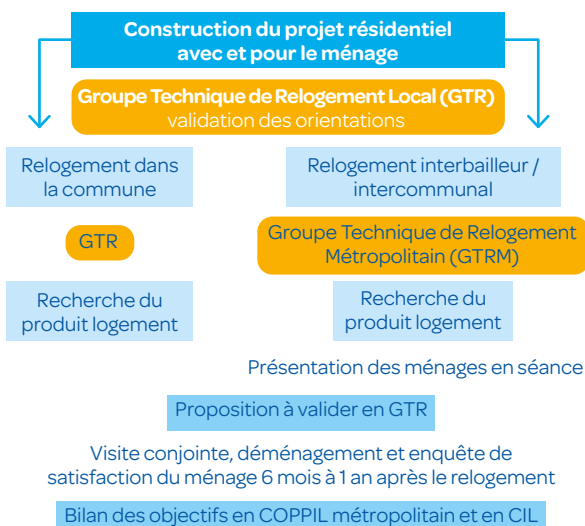 Construction du projet résidentiel
avec et pour le ménage
Groupe Technique de Relogement Local (GTR)
validation des orientations
Relogement dans
la commune
Relogement interbailleur /
intercommunal
GTR
Groupe Technique de Relogement
Métropolitain (GTRM)
Recherche du
produit logement
Recherche du
produit logement
Présentation des ménages en séance
Proposition à valider en GTR
Visite conjointe, déménagement et enquête de
satisfaction du ménage 6 mois à 1 an après le relogement
Bilan des objectifs en COPPIL métropolitain et en CIL